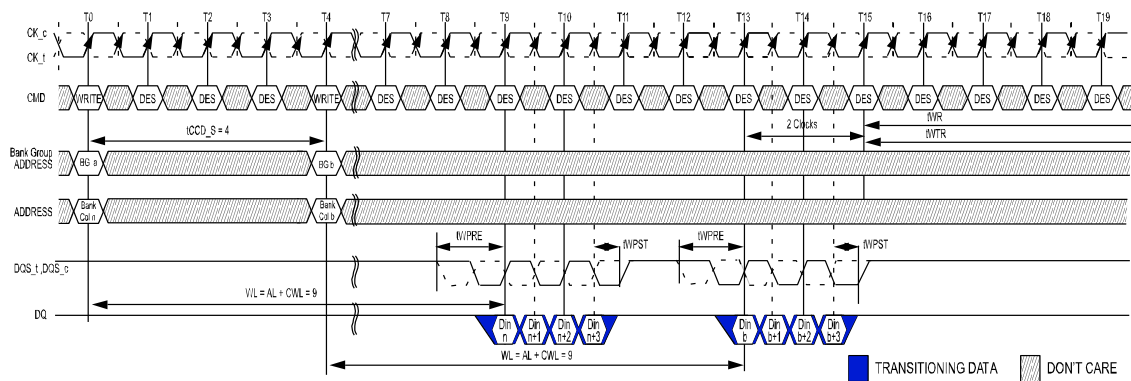 T0 T1 T2 T3 T4 T7 T8 T9 T10 T11 T12 T13 T14 T15 T16 T17 T18 T19
CK_c
CK_t
CMD WRITE DES DES DES WRITE DES DES DES DES DES DES DES DES DES DES DES DES DES
tCCD_S = 4 2 Clocks tWR
tWTR
Bank Group
ADDRESS BG a BG b
ADDRESS Bank Col n Bank Col b
tWPRE tWPST tWPRE tWPST
DQS_t ,DQS_c
WL = AL + CWL = 9
DQ Din n Din n+1 Din n+2 Din n+3 Din b Din b+1 Din b+2 Din b+3
WL = AL + CWL = 9
TRANSITIONING DATA DON'T CARE